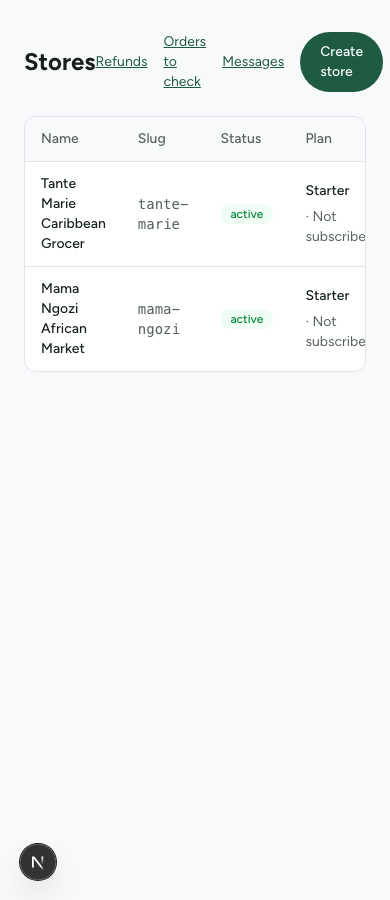 Stores
Refunds
Orders
to
check
Messages
Create
store
Name
Slug
Status
Plan
Tante
Marie
Caribbean
Grocer
tante-
marie
active
Starter
· Not
subscribe
Mama
Ngozi
African
Market
mama-
ngozi
active
Starter
· Not
subscribe
N